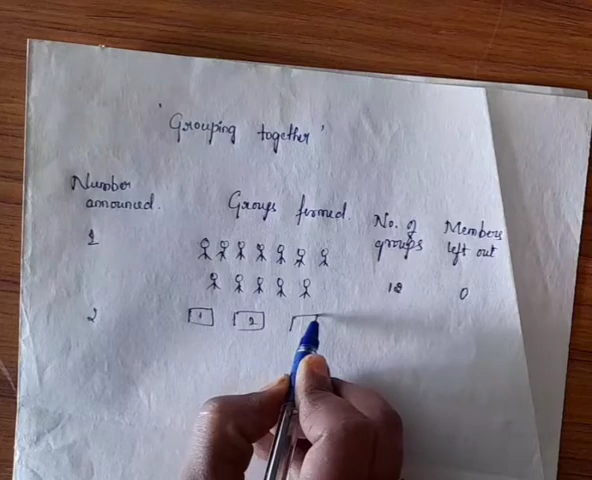 'Grouping together'
Number announced.
Groups formed.
No. of groups
Members left out
1
12
0
2
1
2